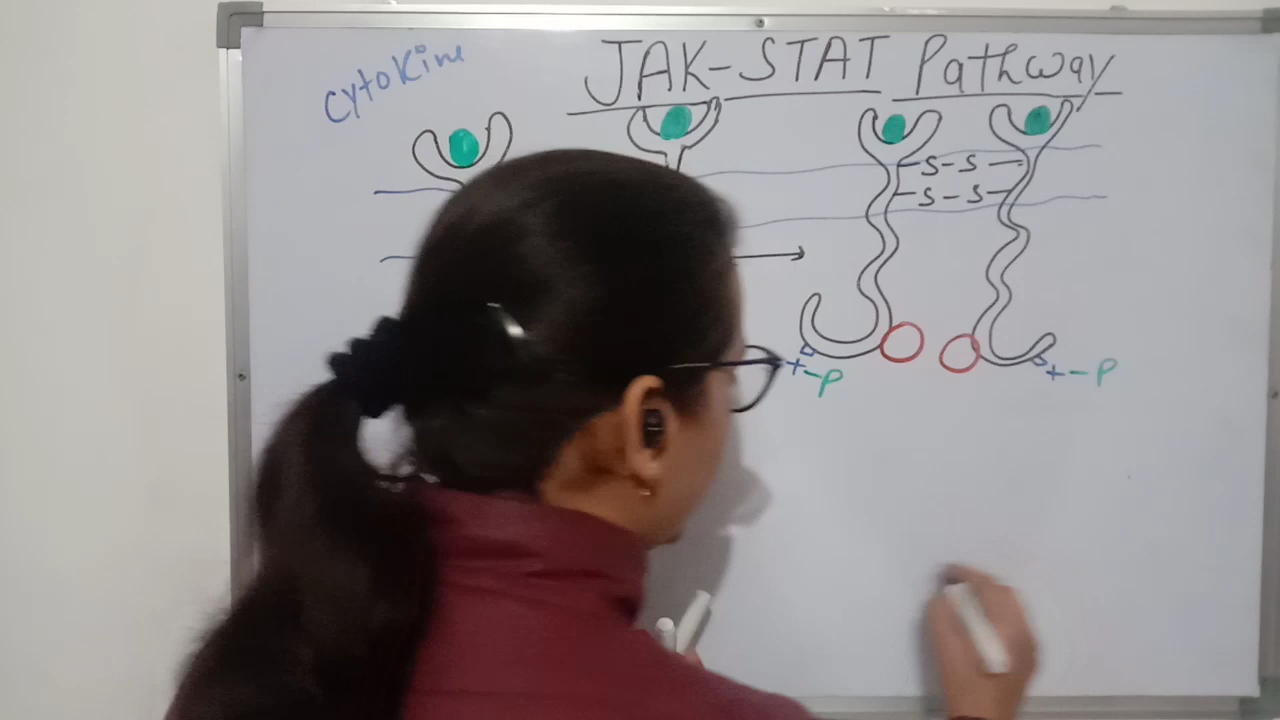 JAK-STAT Pathway
Cytokine
S-S
S-S
+-P
+-P